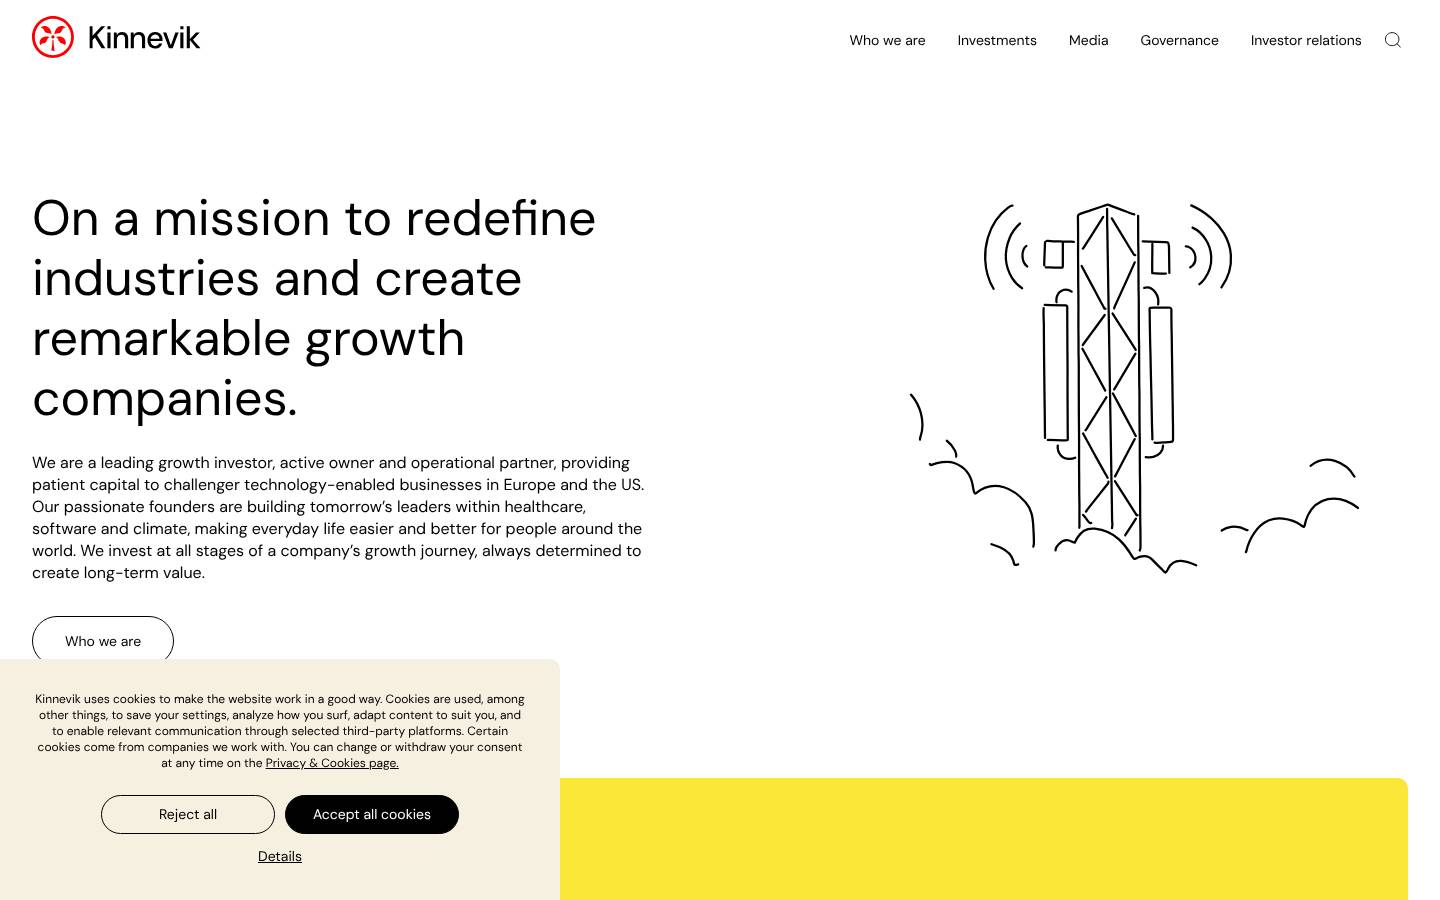 Kinnevik
Who we are
Investments
Media
Governance
Investor relations
On a mission to redefine
industries and create
remarkable growth
companies.
We are a leading growth investor, active owner and operational partner, providing
patient capital to challenger technology-enabled businesses in Europe and the US.
Our passionate founders are building tomorrow’s leaders within healthcare,
software and climate, making everyday life easier and better for people around the
world. We invest at all stages of a company’s growth journey, always determined to
create long-term value.
Who we are
Kinnevik uses cookies to make the website work in a good way. Cookies are used, among
other things, to save your settings, analyze how you surf, adapt content to suit you, and
to enable relevant communication through selected third-party platforms. Certain
cookies come from companies we work with. You can change or withdraw your consent
at any time on the Privacy & Cookies page.
Reject all
Accept all cookies
Details